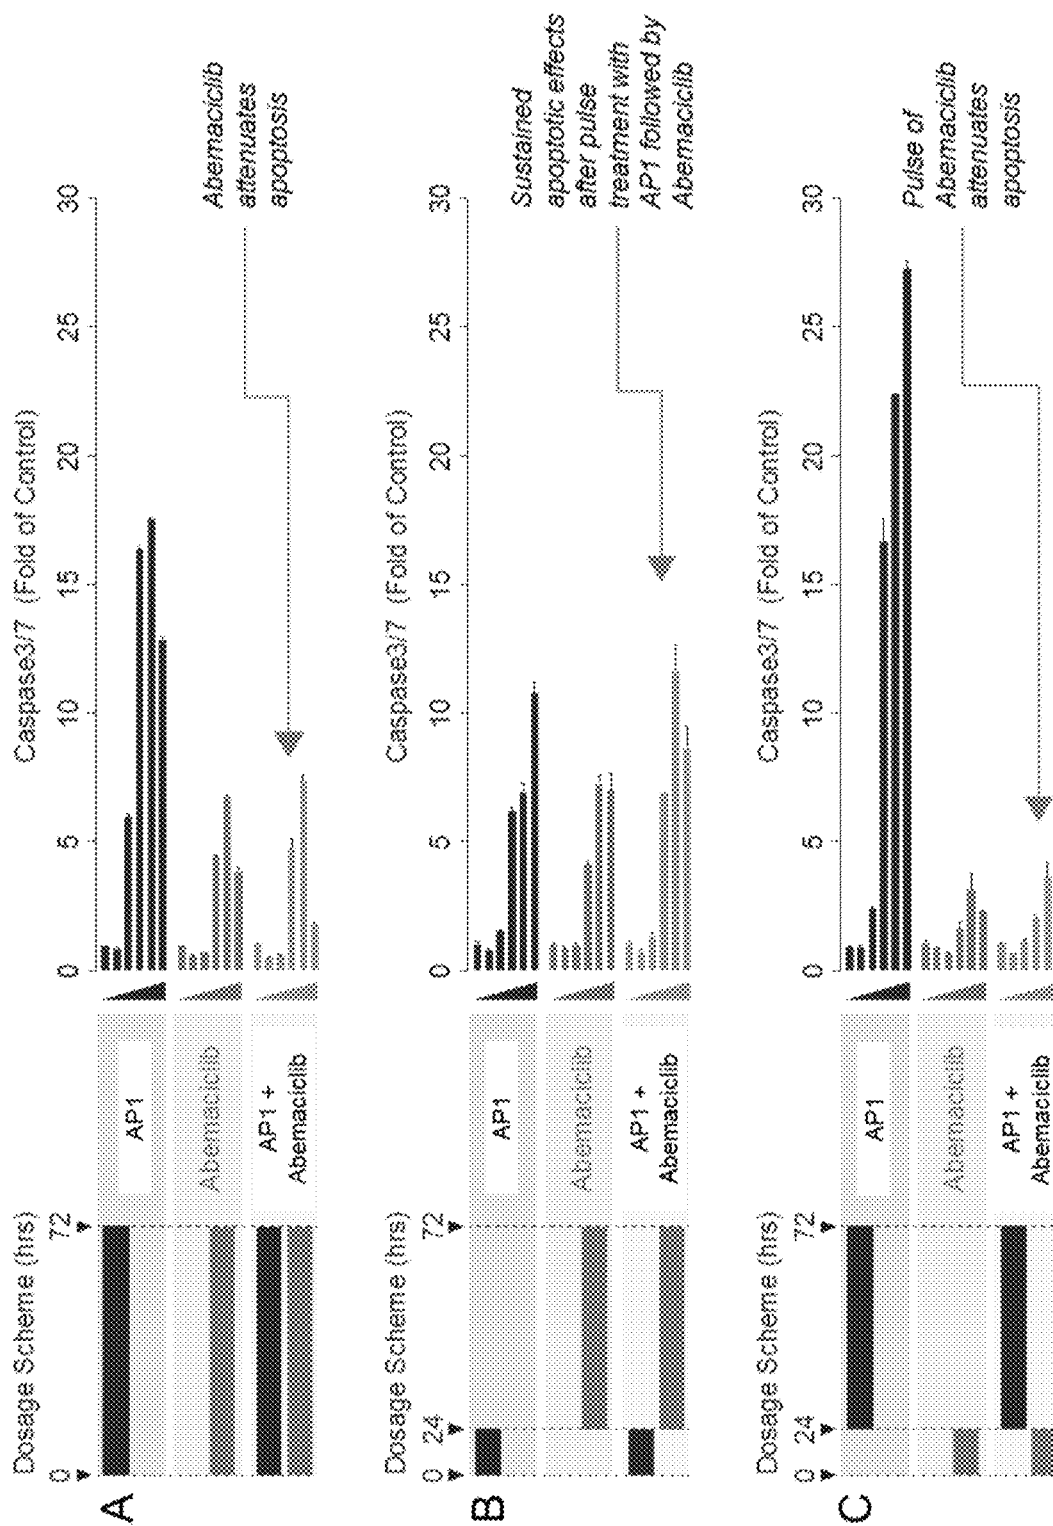 A
Dosage Scheme (hrs)
0 72
AP1
Abemaciclib
AP1 +
Abemaciclib
Caspase3/7 (Fold of Control)
0 5 10 15 20 25 30
Abemaciclib
attenuates
apoptosis
B
Dosage Scheme (hrs)
0 24 72
AP1
Abemaciclib
AP1 +
Abemaciclib
Caspase3/7 (Fold of Control)
0 5 10 15 20 25 30
Sustained
apoptotic effects
after pulse
treatment with
AP1 followed by
Abemaciclib
C
Dosage Scheme (hrs)
0 24 72
AP1
Abemaciclib
AP1 +
Abemaciclib
Caspase3/7 (Fold of Control)
0 5 10 15 20 25 30
Pulse of
Abemaciclib
attenuates
apoptosis